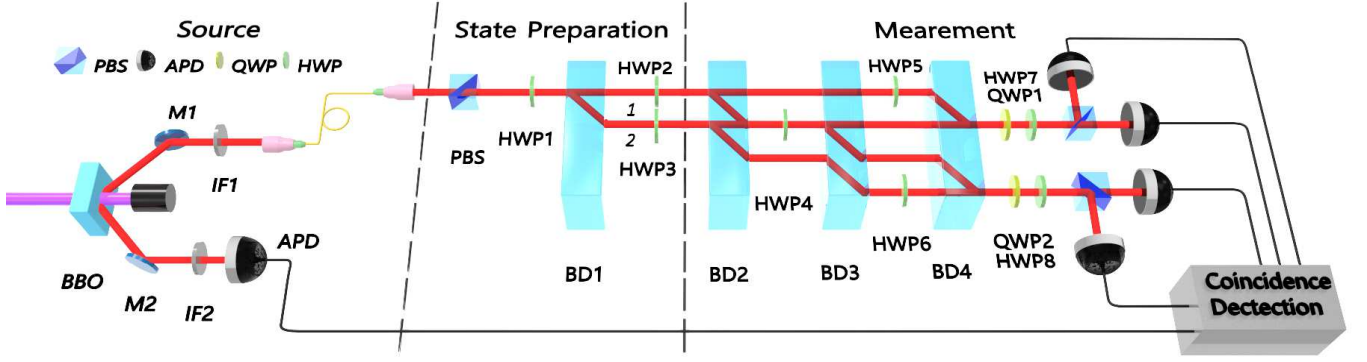 Source
State Preparation
Mearement
PBS
APD
QWP
HWP
M1
IF1
BBO
M2
IF2
APD
PBS
HWP1
BD1
HWP2
1
2
HWP3
BD2
HWP4
BD3
HWP5
HWP6
BD4
HWP7
QWP1
QWP2
HWP8
Coincidence
Dectection